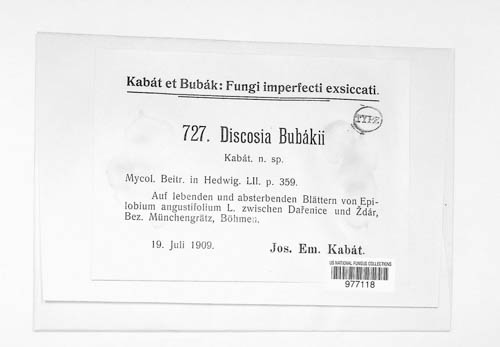 Kabát et Bubák: Fungi imperfecti exsiccati.
TYPE
727. Discosia Bubákii
Kabát. n. sp.
Mycol. Beitr. in Hedwig. LII. p. 359.
Auf lebenden und absterbenden Blättern von Epi-
lobium angustifolium L. zwischen Dařenice und Ždár,
Bez. Münchengrätz, Böhmen.
19. Juli 1909.
Jos. Em. Kabát.
US NATIONAL FUNGUS COLLECTIONS
977118